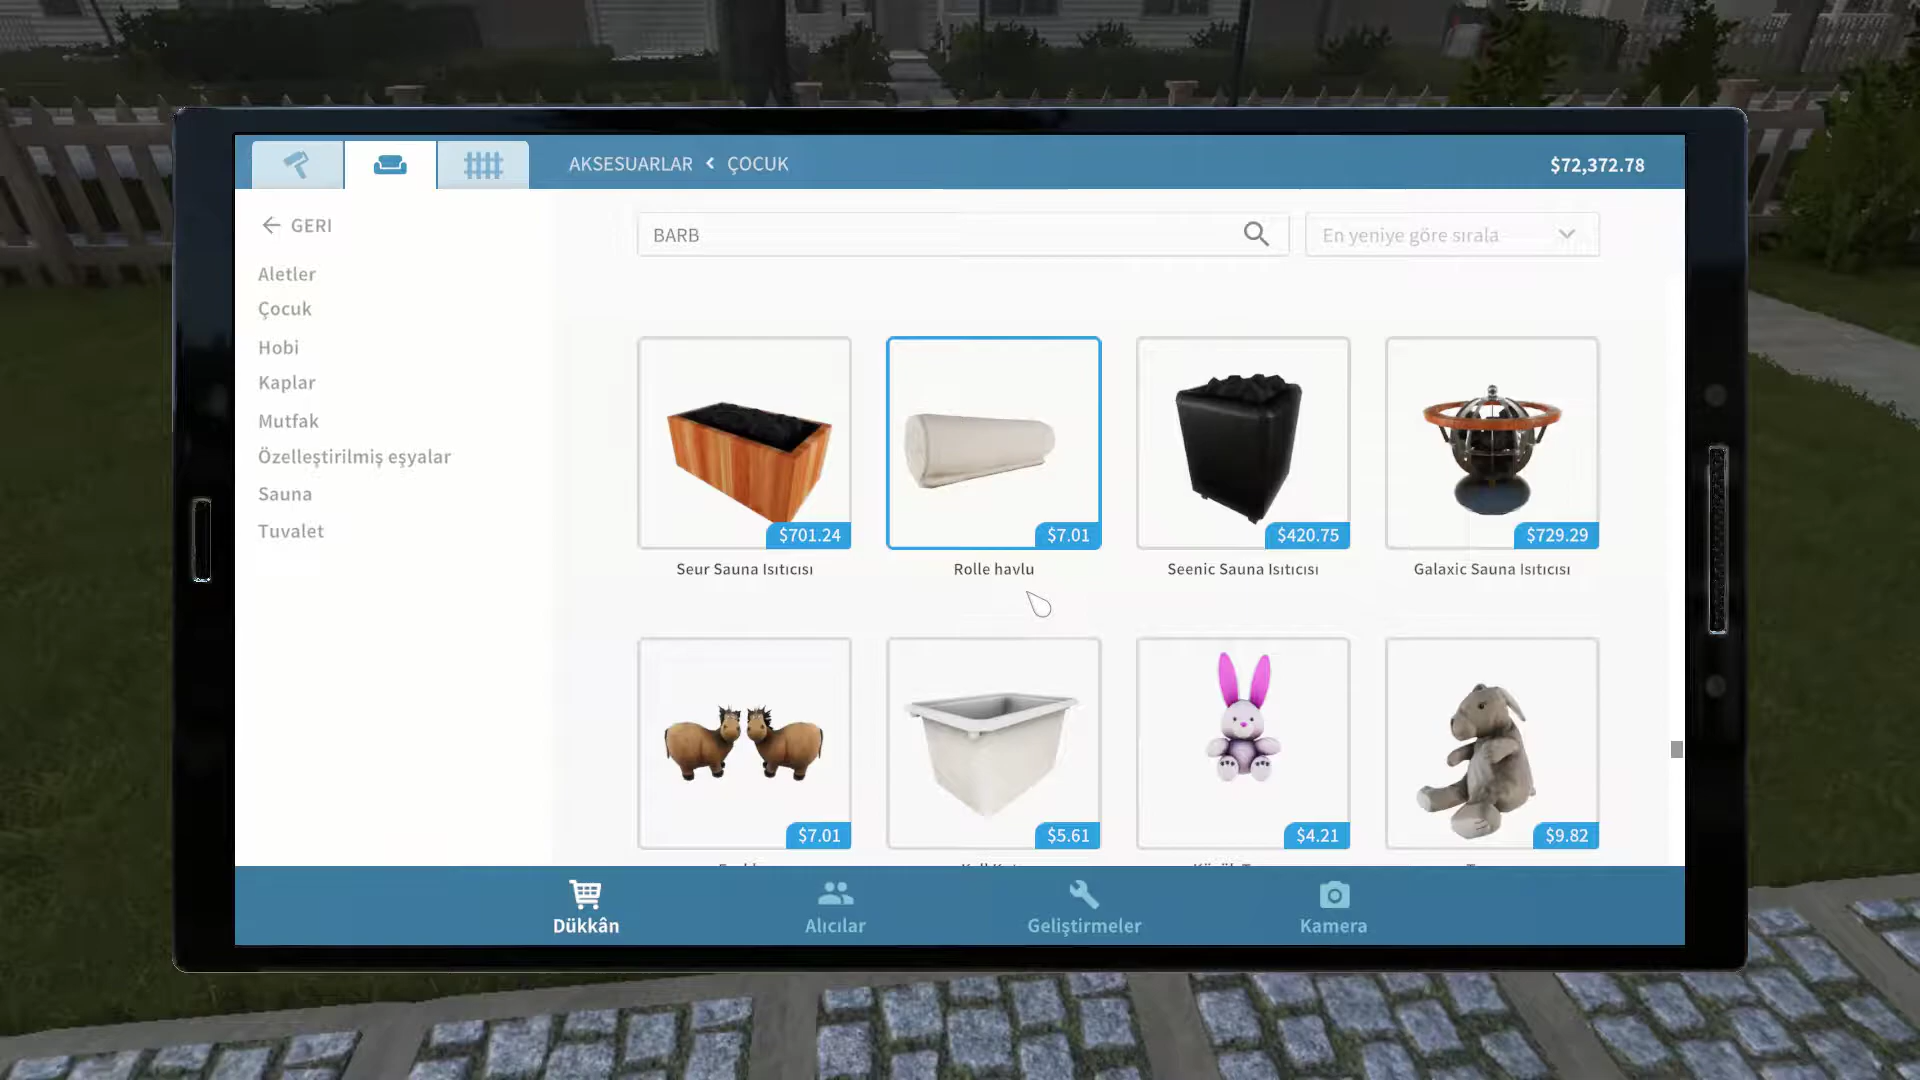 AKSESUARLAR < ÇOCUK
$72,372.78
GERI
BARB
En yeniye göre sırala
Aletler
Çocuk
Hobi
Kaplar
Mutfak
Özelleştirilmiş eşyalar
Sauna
Tuvalet
$701.24
$7.01
$420.75
$729.29
Seur Sauna Isıtıcısı
Rolle havlu
Seenic Sauna Isıtıcısı
Galaxic Sauna Isıtıcısı
$7.01
$5.61
$4.21
$9.82
Dükkân
Alıcılar
Geliştirmeler
Kamera